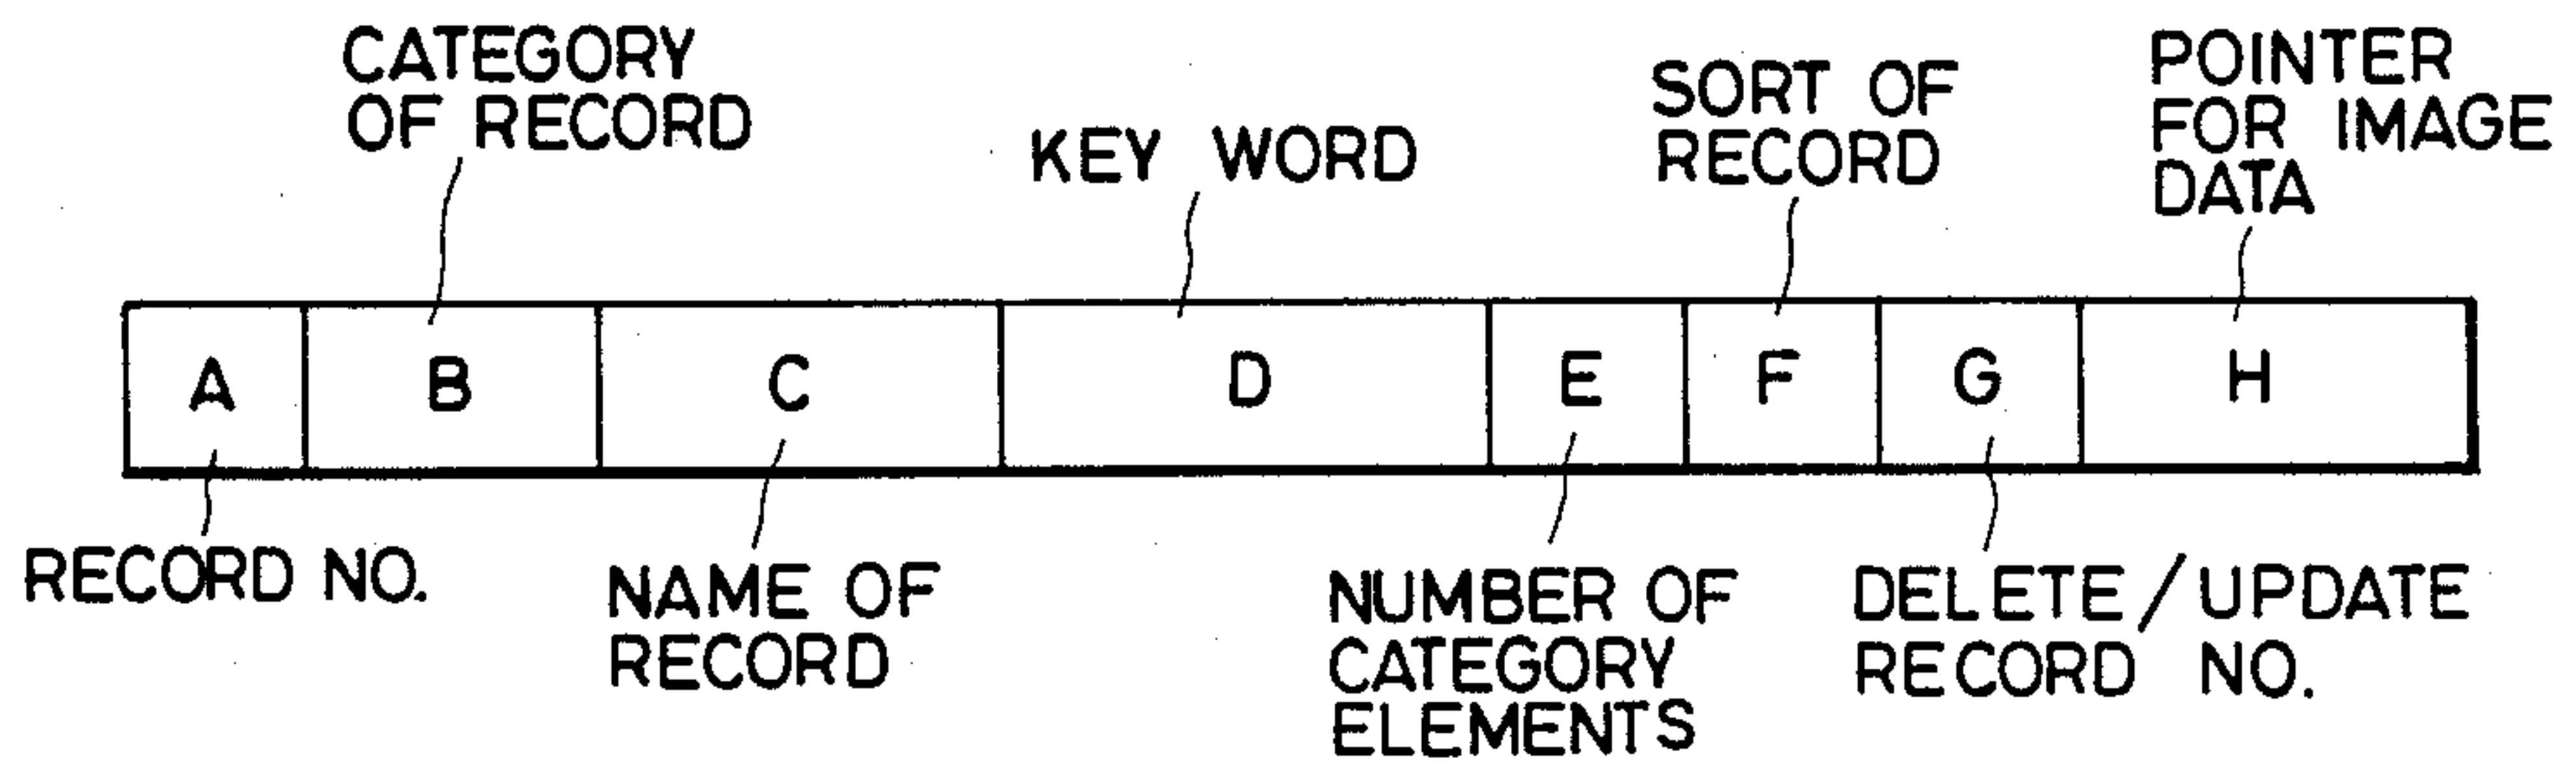 CATEGORY
OF RECORD
KEY WORD
SORT OF
RECORD
POINTER
FOR IMAGE
DATA
A B C D E F G H
RECORD NO.
NAME OF
RECORD
NUMBER OF
CATEGORY
ELEMENTS
DELETE/UPDATE
RECORD NO.